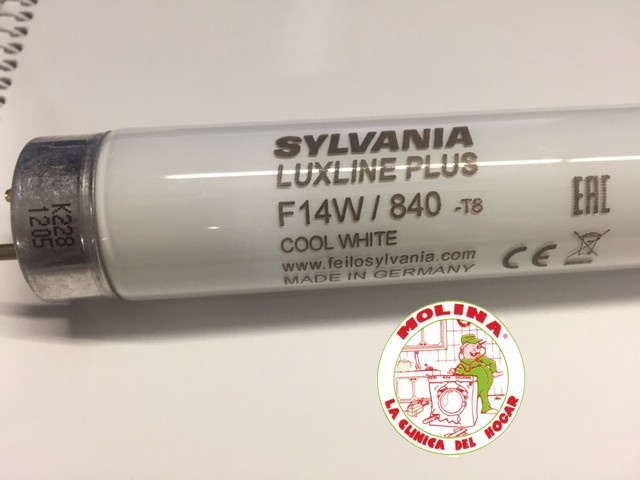 SYLVANIA
LUXLINE PLUS
F14W / 840 -T8
COOL WHITE
www.feilosylvania.com
MADE IN GERMANY
EAC
CE
K228
1205
MOLINA®
LA CLINICA DEL HOGAR